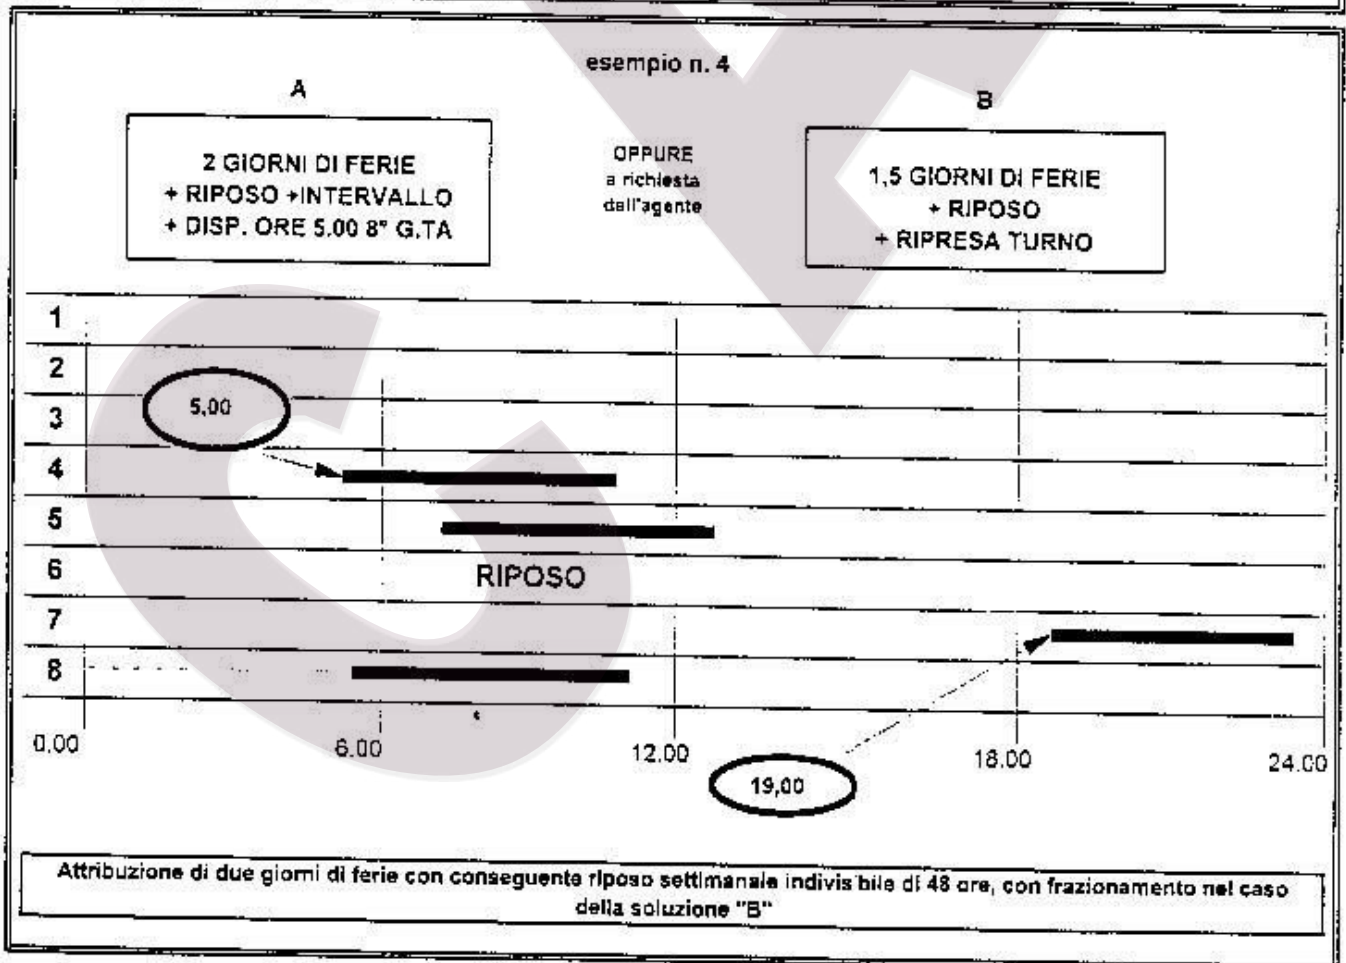 esempio n. 4
A
2 GIORNI DI FERIE
+ RIPOSO +INTERVALLO
+ DISP. ORE 5.00 8° G.TA
OPPURE
a richiesta
dell'agente
B
1,5 GIORNI DI FERIE
+ RIPOSO
+ RIPRESA TURNO
1
2
3
5,00
4
5
6
RIPOSO
7
8
0.00
6.00
12.00
18.00
24.00
19,00
Attribuzione di due giorni di ferie con conseguente riposo settimanale indivisibile di 48 ore, con frazionamento nel caso
della soluzione "B"